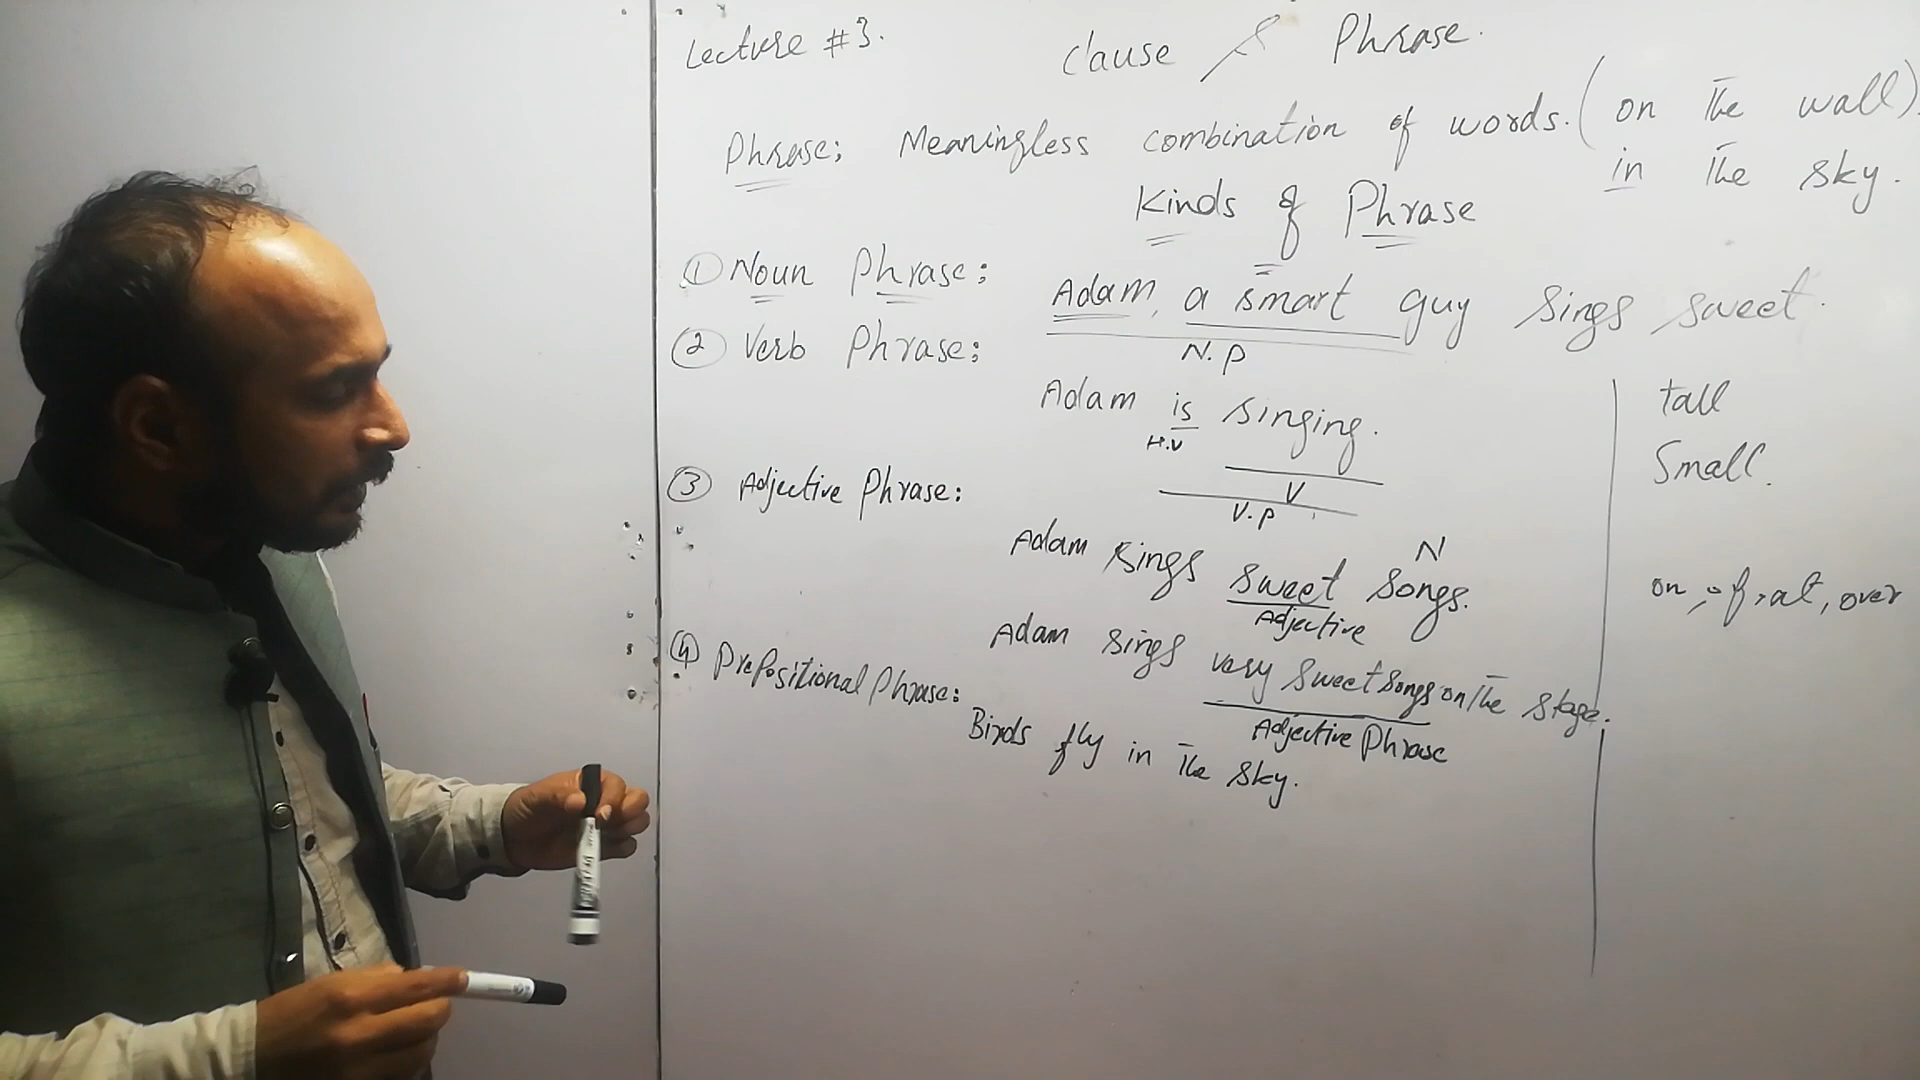 Lecture #3. Clause & Phrase.
Phrase: Meaningless combination of words. (on the wall).
in the sky.
Kinds of Phrase
① Noun Phrase: Adam, a smart guy sings sweet.
N.P
② Verb Phrase:
Adam is singing.
H.V
V
V.P
tall
Small.
③ Adjective Phrase:
Adam sings sweet songs.
N
Adjective
on, of, at, over
Adam sings very sweet songs on the stage.
Adjective Phrase
④ Prepositional Phrase:
Birds fly in the sky.